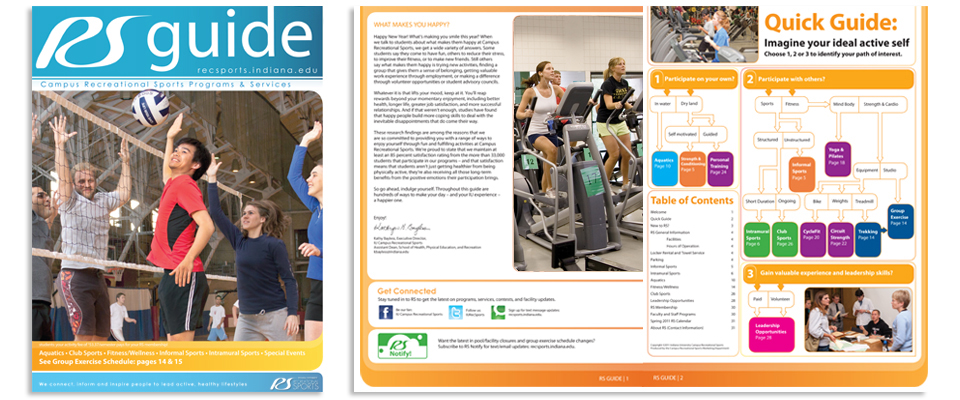 RS guide
recsports.indiana.edu
Campus Recreational Sports Programs & Services
Aquatics • Club Sports • Fitness/Wellness • Informal Sports • Intramural Sports • Special Events
See Group Exercise Schedule: pages 14 & 15
We connect, inform and inspire people to lead active, healthy lifestyles
RS
SPORTS
WHAT MAKES YOU HAPPY?
Happy New Year! What's making you smile this year? When
we talk to students about what makes them happy at Campus
Recreational Sports, we get a wide variety of answers. Some
students say they come to have fun, others to reduce their stress,
to improve their fitness, or to make new friends. Still others
say what makes them happy is trying new activities, finding a
group that gives them a sense of belonging, getting valuable
work experience through employment, or making a difference
through volunteer opportunities or student advisory councils.
Whatever it is that lifts your mood, keep at it. You'll reap
rewards beyond your momentary enjoyment, including better
health, longer life, greater job satisfaction, and more successful
relationships. And if that weren't enough, studies have found
that happy people build more coping skills to deal with the
inevitable disappointments that do come their way.
These research findings are among the reasons that we
are so committed to providing you with a range of ways to
enjoy yourself through fun and fulfilling activities at Campus
Recreational Sports. We're proud to state that we maintain at
least an 85 percent satisfaction rating from the more than 33,000
students that participate in our programs – and that satisfaction
means that students aren't just getting healthier from being
physically active, they're also receiving all those long-term
benefits from the positive emotions their participation brings.
So go ahead, indulge yourself. Throughout this guide are
hundreds of ways to make your day – and your IU experience –
a happier one.
Enjoy!
Kathy Bayless, Executive Director,
IU Campus Recreational Sports
Assistant Dean, School of Health, Physical Education, and Recreation
12
Get Connected
Stay tuned in to RS to get the latest on programs, services, contests, and facility updates.
IU Campus Recreational Sports
Follow us
Sign up for text message updates:
recsports.indiana.edu
RS
Notify!
Want the latest in pool/facility closures and group exercise schedule changes?
Subscribe to RS Notify for text/email updates: recsports.indiana.edu.
RS GUIDE | 1
Quick Guide:
Imagine your ideal active self
Choose 1, 2 or 3 to identify your path of interest.
1 Participate on your own?
In water
Dry land
Self-motivated
Guided
Aquatics
Page 10
Strength &
Conditioning
Page 5
Personal
Training
Page 24
2 Participate with others?
Sports
Fitness
Mind Body
Strength & Cardio
Structured
Unstructured
Informal
Sports
Page 5
Yoga &
Pilates
Page 18
Equipment
Studio
Short Duration
Ongoing
Bike
Weights
Treadmill
Group
Exercise
Page 14
Intramural
Sports
Page 6
Club
Sports
Page 26
CycleFit
Page 20
Circuit
Strength
Page 22
Trekking
Page 14
Table of Contents
Welcome 1
Quick Guide 2
New to RS? 3
RS General Information 4
Facilities 4
Hours of Operation 4
Locker Rental and Towel Service 4
Parking 4
Informal Sports 5
Intramural Sports 6
Aquatics 10
Fitness/Wellness 14
Club Sports 26
Leadership Opportunities 28
RS Membership 30
Faculty and Staff Programs 30
Spring 2011 RS Calendar 31
About RS (Contact Information) 31
3 Gain valuable experience and leadership skills?
Paid
Volunteer
Leadership
Opportunities
Page 28
RS GUIDE | 2